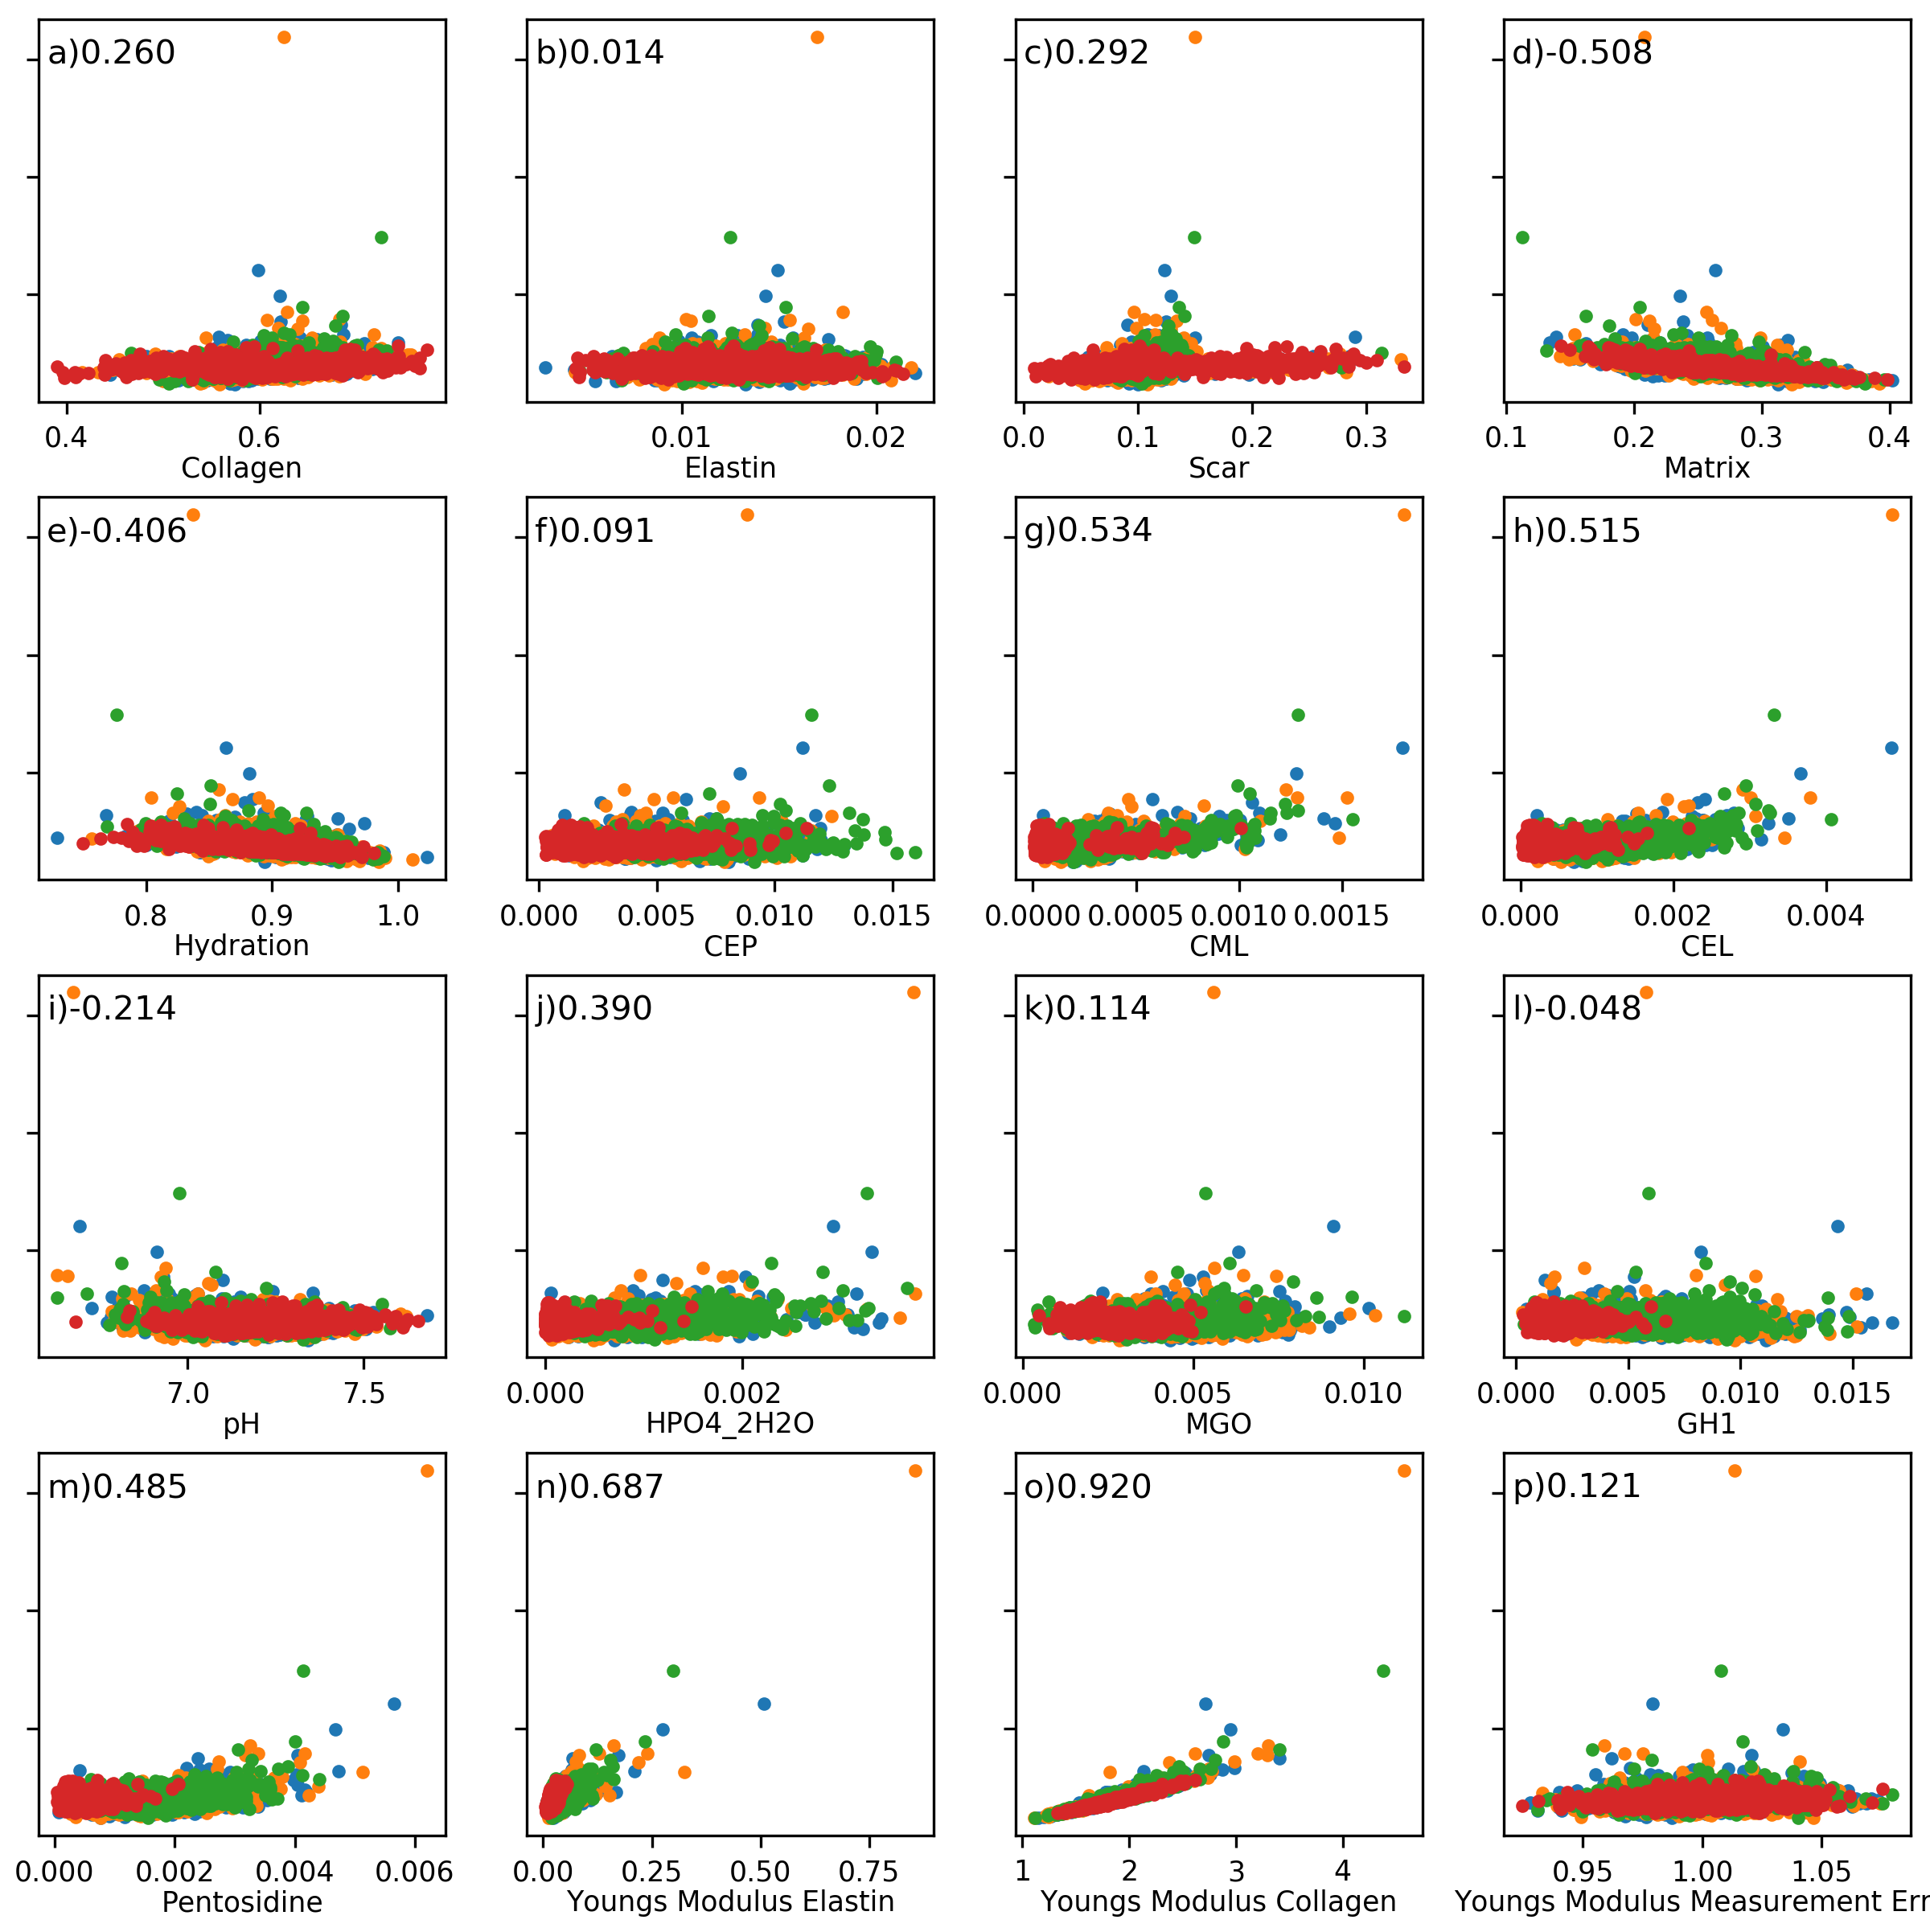 a)0.260
b)0.014
c)0.292
d)-0.508
0.4 0.6
0.01 0.02
0.0 0.1 0.2 0.3
0.1 0.2 0.3 0.4
Collagen
Elastin
Scar
Matrix
e)-0.406
f)0.091
g)0.534
h)0.515
0.8 0.9 1.0
0.000 0.005 0.010 0.015
0.0000 0.0005 0.0010 0.0015
0.000 0.002 0.004
Hydration
CEP
CML
CEL
i)-0.214
j)0.390
k)0.114
l)-0.048
7.0 7.5
0.000 0.002
0.000 0.005 0.010
0.000 0.005 0.010 0.015
pH
HPO4_2H2O
MGO
GH1
m)0.485
n)0.687
o)0.920
p)0.121
0.000 0.002 0.004 0.006
0.00 0.25 0.50 0.75
1 2 3 4
0.95 1.00 1.05
Pentosidine
Youngs Modulus Elastin
Youngs Modulus Collagen
Youngs Modulus Measurement Err